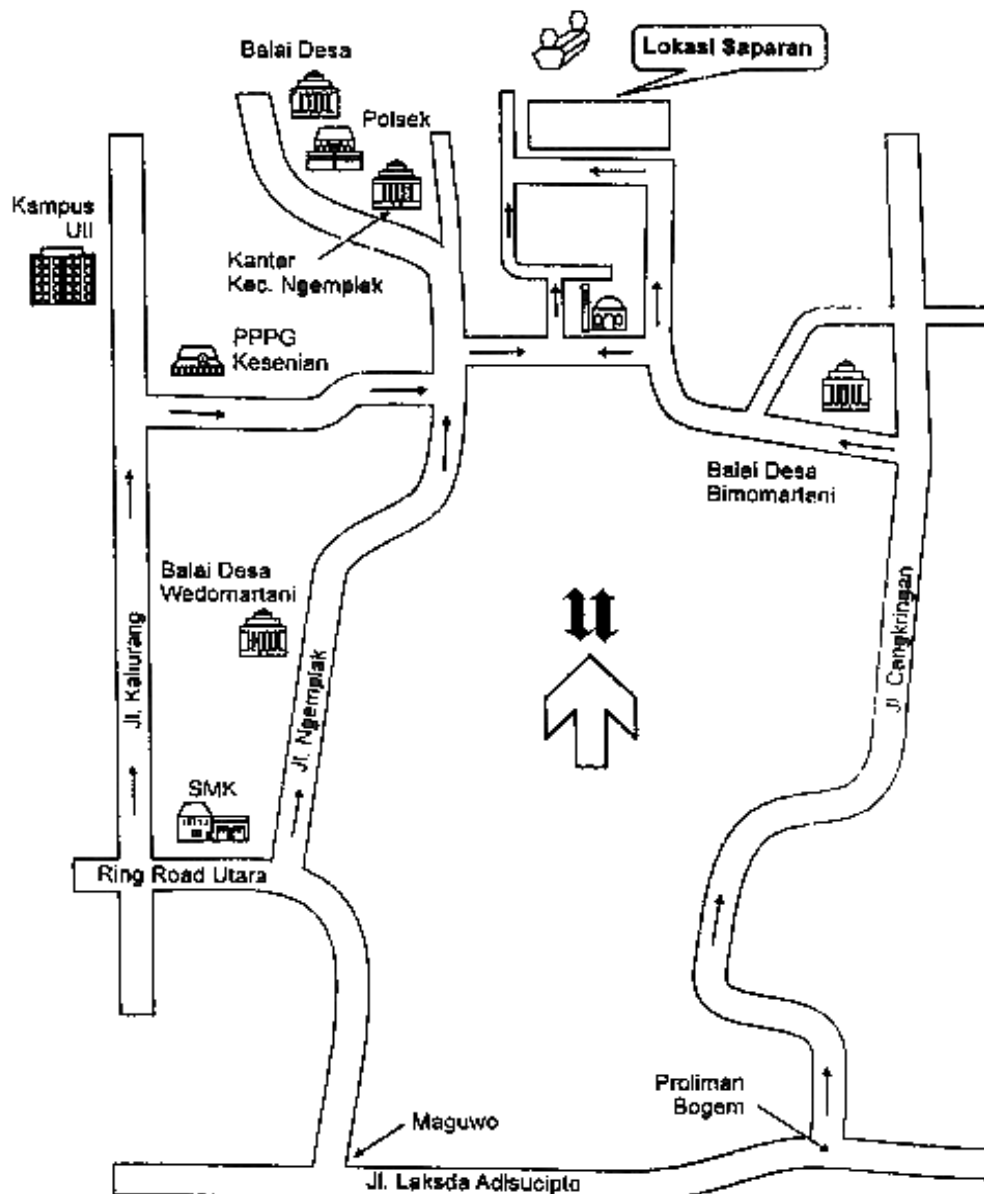 Balai Desa
Lokasi Saparan
Polsek
Kampus
UII
Kantor
Kec. Ngemplak
PPPG
Kesenian
Balai Desa
Bimomartani
Balai Desa
Wedomartani
Jl. Kaliurang
Jl. Ngemplak
Jl. Cangkringan
SMK
Ring Road Utara
Proliman
Bogem
Maguwo
Jl. Laksda Adisucipto